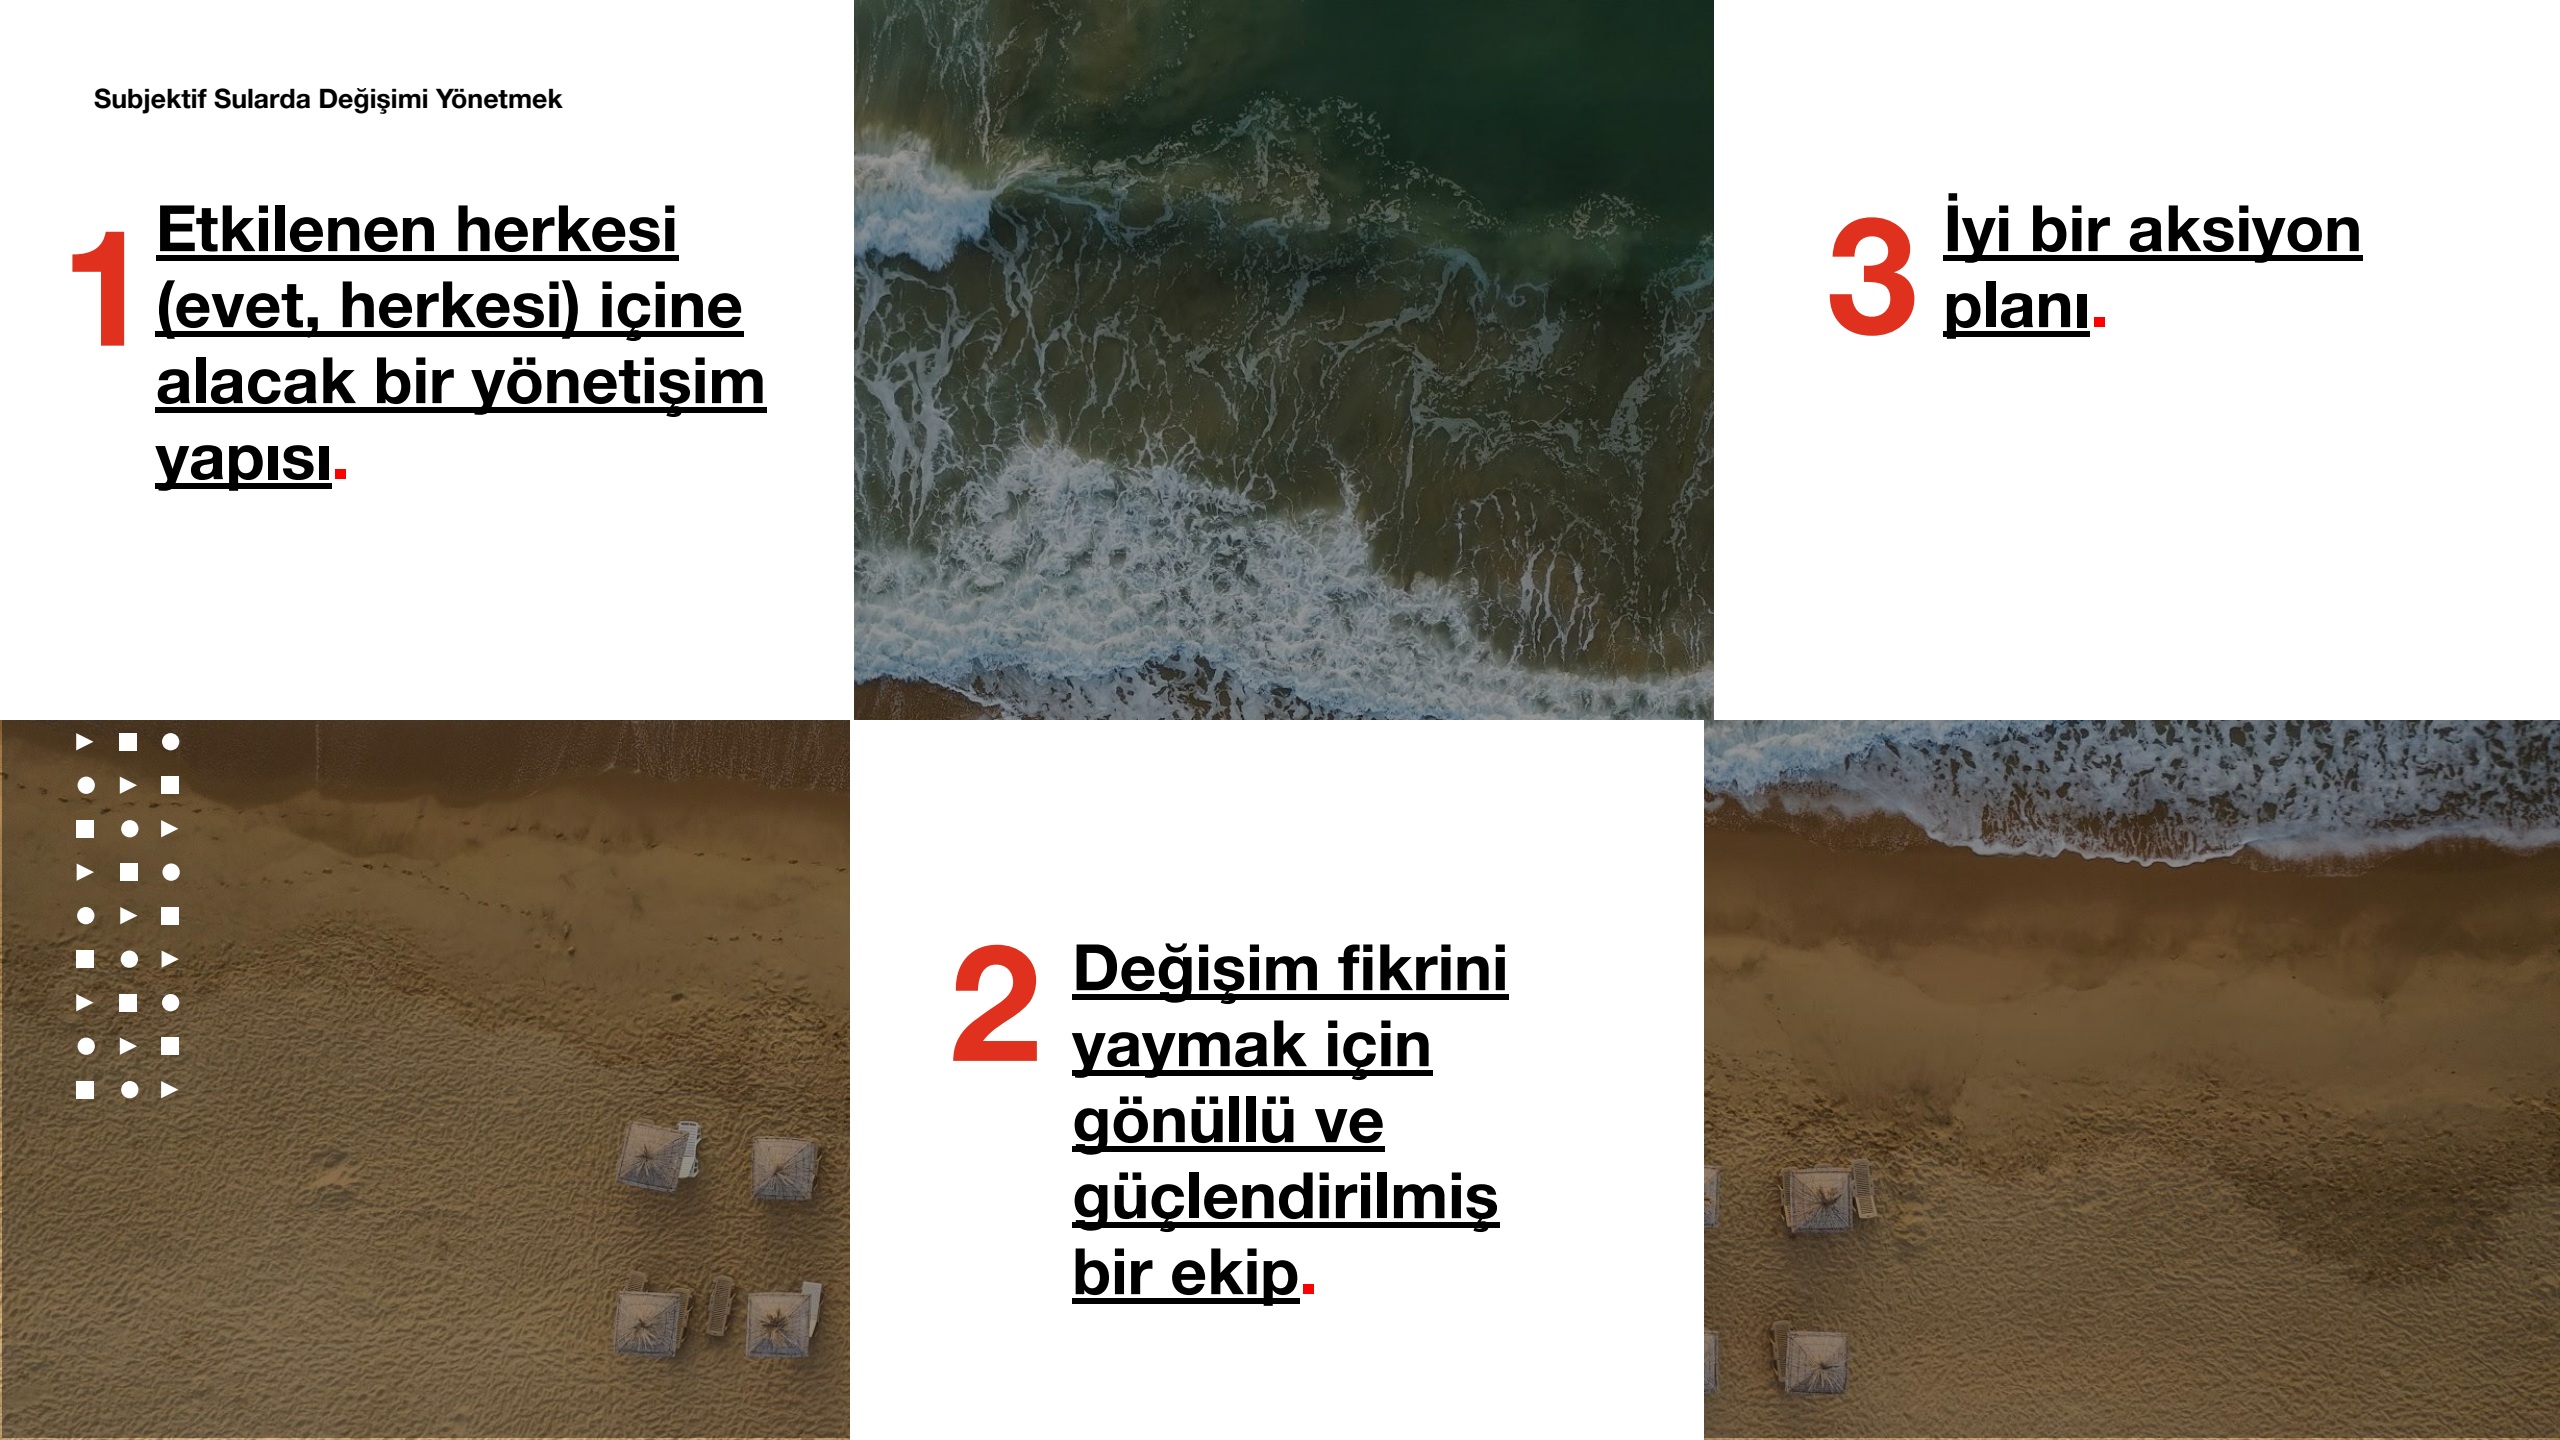 Subjektif Sularda Değişimi Yönetmek
1
Etkilenen herkesi
(evet, herkesi) içine
alacak bir yönetişim
yapısı.
2
Değişim fikrini
yaymak için
gönüllü ve
güçlendirilmiş
bir ekip.
3
İyi bir aksiyon
planı.